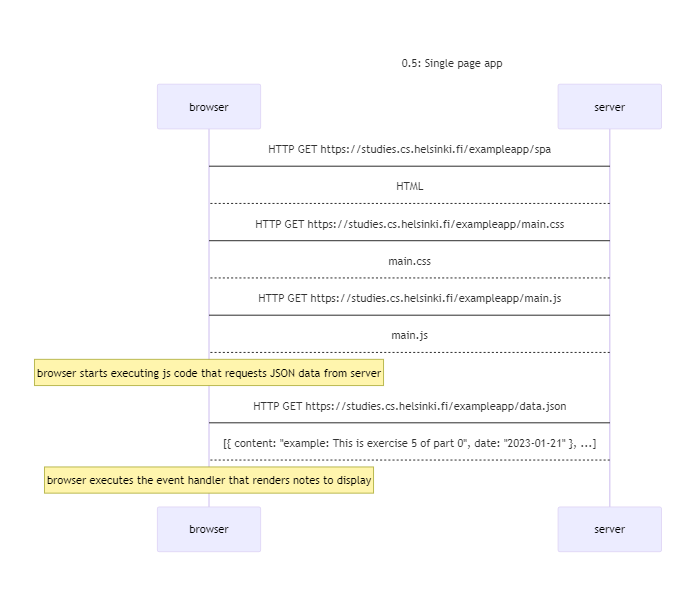 0.5: Single page app
browser
server
HTTP GET https://studies.cs.helsinki.fi/exampleapp/spa
HTML
HTTP GET https://studies.cs.helsinki.fi/exampleapp/main.css
main.css
HTTP GET https://studies.cs.helsinki.fi/exampleapp/main.js
main.js
browser starts executing js code that requests JSON data from server
HTTP GET https://studies.cs.helsinki.fi/exampleapp/data.json
[{ content: "example: This is exercise 5 of part 0", date: "2023-01-21" }, ...]
browser executes the event handler that renders notes to display
browser
server